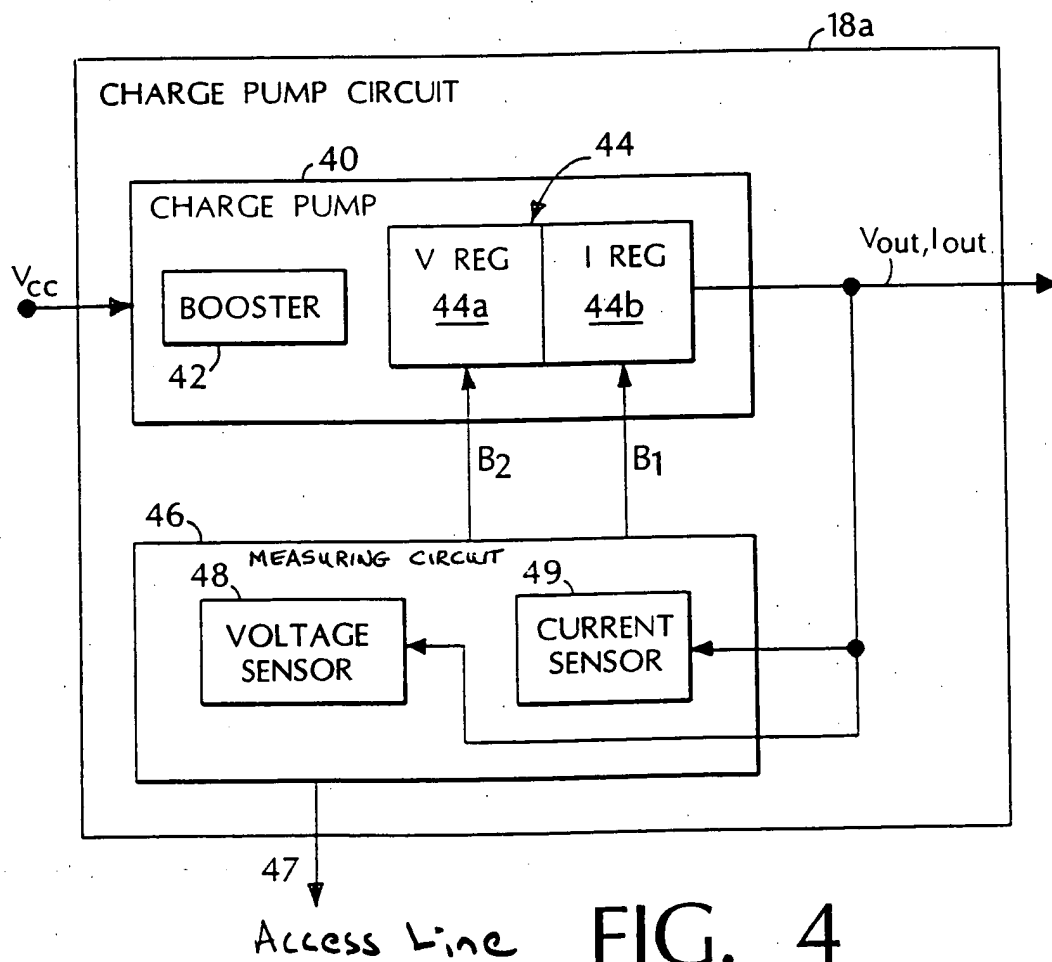 18a
CHARGE PUMP CIRCUIT
40
44
CHARGE PUMP
V REG
44a
I REG
44b
Vout, Iout
Vcc
BOOSTER
42
B2
B1
46
MEASURING CIRCUIT
48
49
VOLTAGE
SENSOR
CURRENT
SENSOR
47
Access Line
FIG. 4